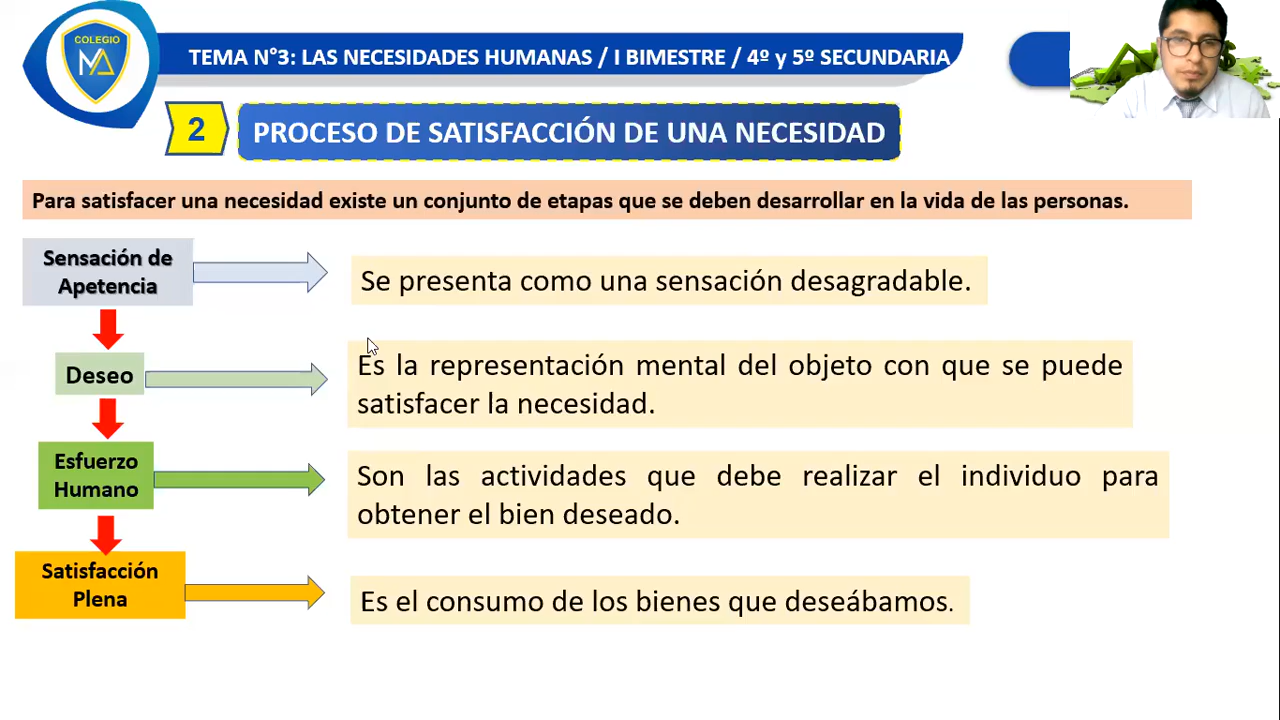 COLEGIO
MA
TEMA N°3: LAS NECESIDADES HUMANAS / I BIMESTRE / 4º y 5º SECUNDARIA
2
PROCESO DE SATISFACCIÓN DE UNA NECESIDAD
Para satisfacer una necesidad existe un conjunto de etapas que se deben desarrollar en la vida de las personas.
Sensación de
Apetencia
Se presenta como una sensación desagradable.
Deseo
Es la representación mental del objeto con que se puede
satisfacer la necesidad.
Esfuerzo
Humano
Son las actividades que debe realizar el individuo para
obtener el bien deseado.
Satisfacción
Plena
Es el consumo de los bienes que deseábamos.